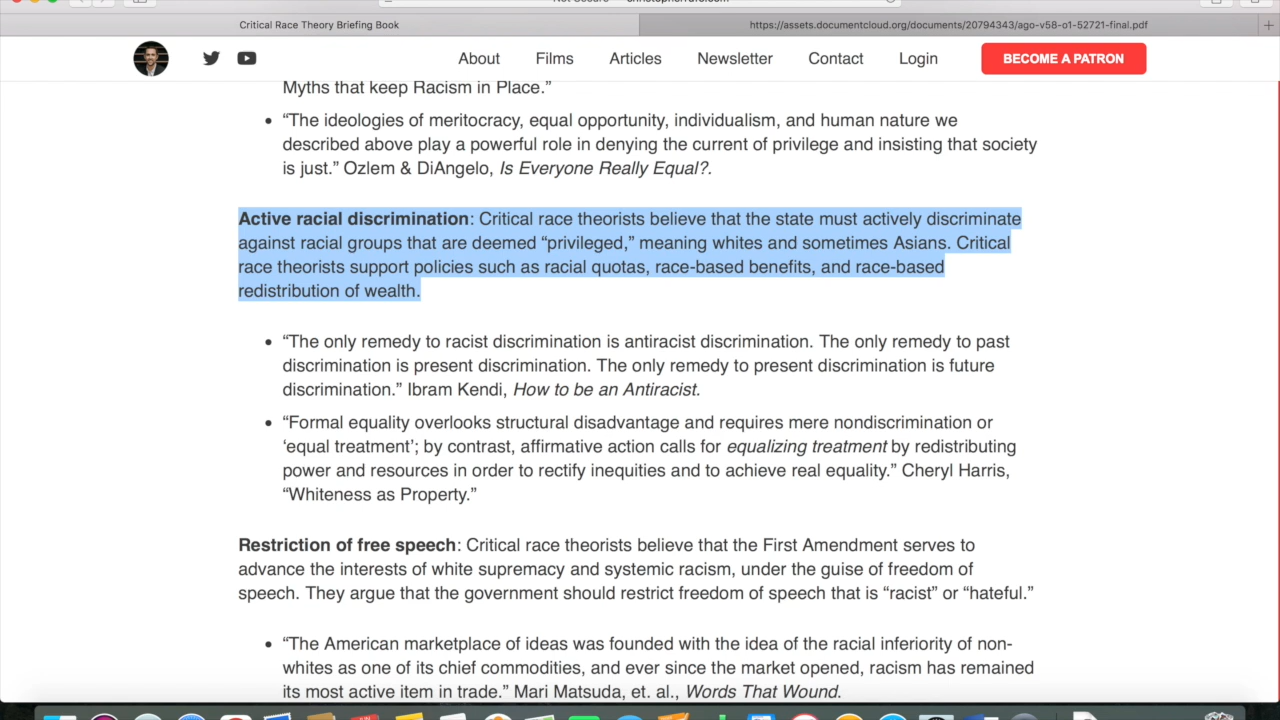 Critical Race Theory Briefing Book
https://assets.documentcloud.org/documents/20794343/ago-v58-o1-52721-final.pdf
About Films Articles Newsletter Contact Login BECOME A PATRON
Myths that keep Racism in Place.”
• “The ideologies of meritocracy, equal opportunity, individualism, and human nature we
described above play a powerful role in denying the current of privilege and insisting that society
is just.” Ozlem & DiAngelo, Is Everyone Really Equal?.
Active racial discrimination: Critical race theorists believe that the state must actively discriminate
against racial groups that are deemed “privileged,” meaning whites and sometimes Asians. Critical
race theorists support policies such as racial quotas, race-based benefits, and race-based
redistribution of wealth.
• “The only remedy to racist discrimination is antiracist discrimination. The only remedy to past
discrimination is present discrimination. The only remedy to present discrimination is future
discrimination.” Ibram Kendi, How to be an Antiracist.
• “Formal equality overlooks structural disadvantage and requires mere nondiscrimination or
‘equal treatment’; by contrast, affirmative action calls for equalizing treatment by redistributing
power and resources in order to rectify inequities and to achieve real equality.” Cheryl Harris,
“Whiteness as Property.”
Restriction of free speech: Critical race theorists believe that the First Amendment serves to
advance the interests of white supremacy and systemic racism, under the guise of freedom of
speech. They argue that the government should restrict freedom of speech that is “racist” or “hateful.”
• “The American marketplace of ideas was founded with the idea of the racial inferiority of non-
whites as one of its chief commodities, and ever since the market opened, racism has remained
its most active item in trade.” Mari Matsuda, et. al., Words That Wound.